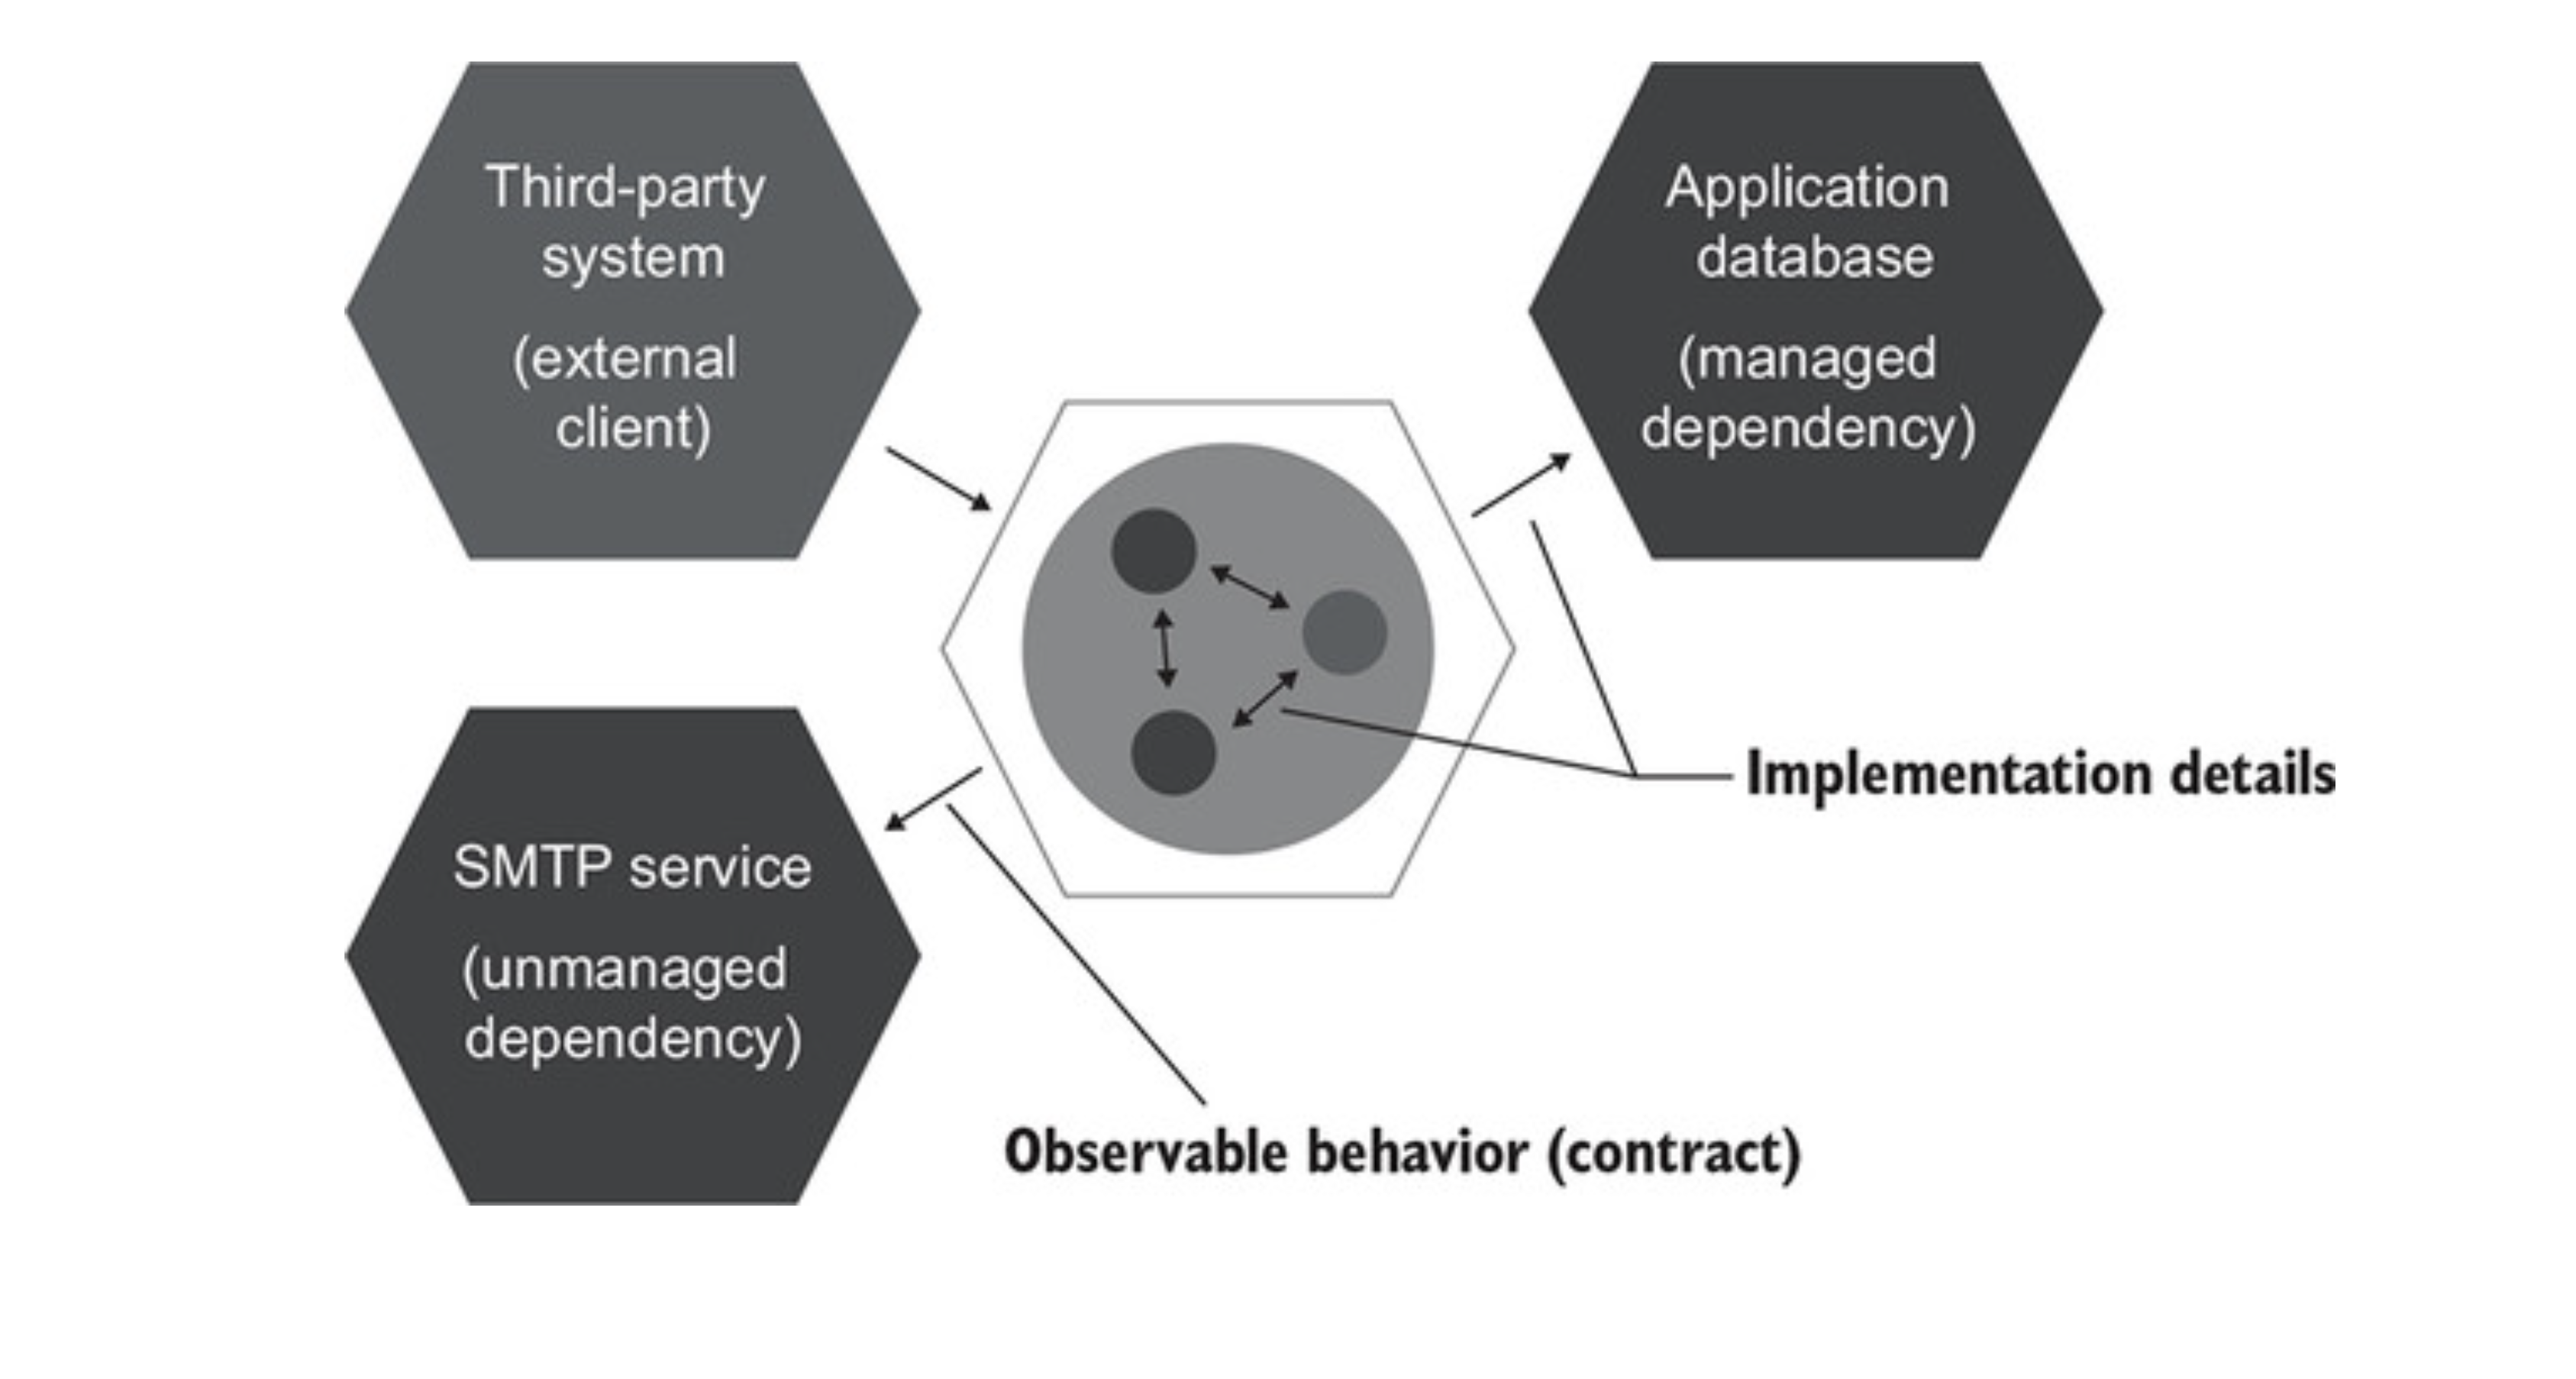 Third-party
system
(external
client)
Application
database
(managed
dependency)
Implementation details
SMTP service
(unmanaged
dependency)
Observable behavior (contract)